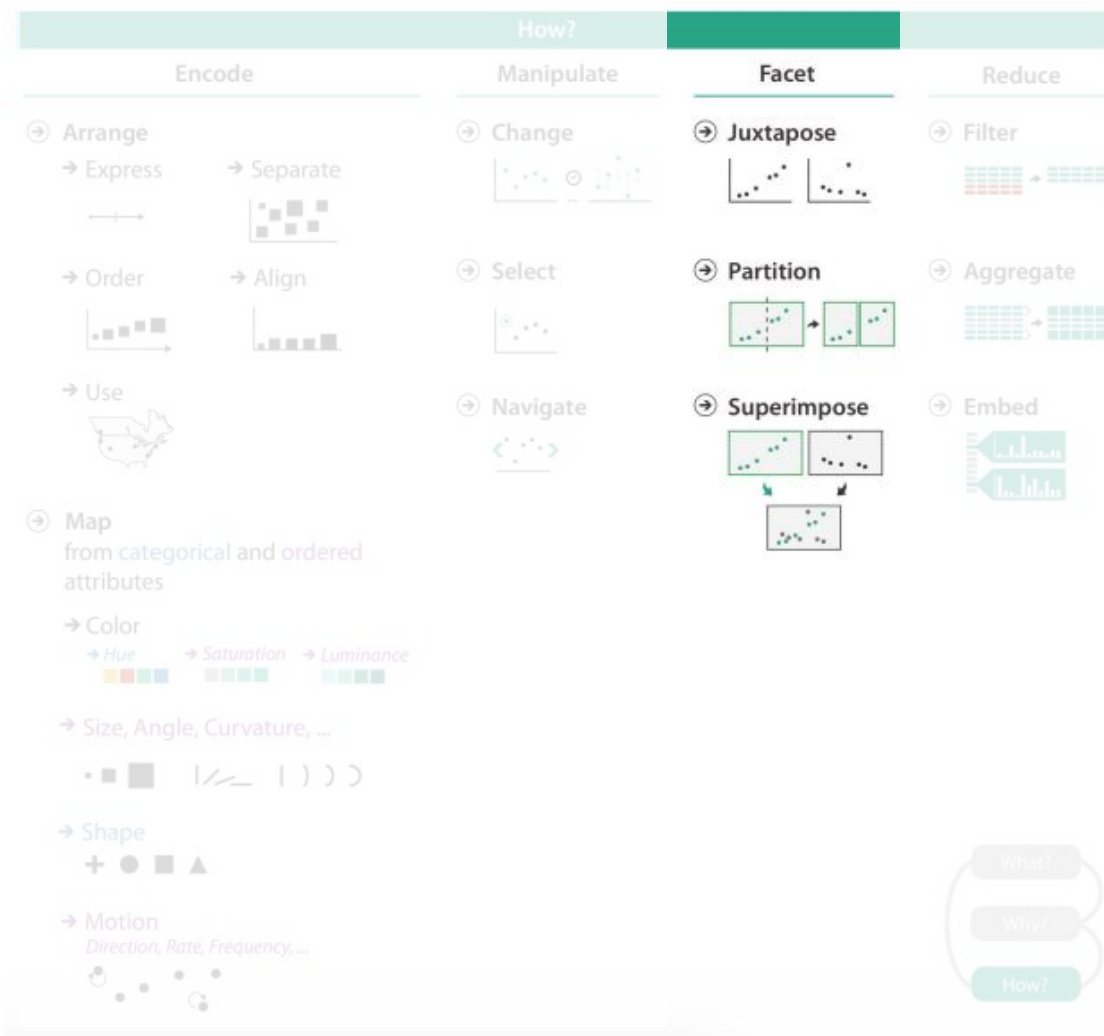 How?
Encode
Manipulate
Facet
Reduce
Arrange
→ Express
→ Separate
→ Order
→ Align
→ Use
Map
from categorical and ordered
attributes
→ Color
→ Hue
→ Saturation
→ Luminance
→ Size, Angle, Curvature, ...
→ Shape
→ Motion
Direction, Rate, Frequency, ...
Change
...
Select
Navigate
Juxtapose
Partition
Superimpose
Filter
Aggregate
Embed
What?
Why?
How?